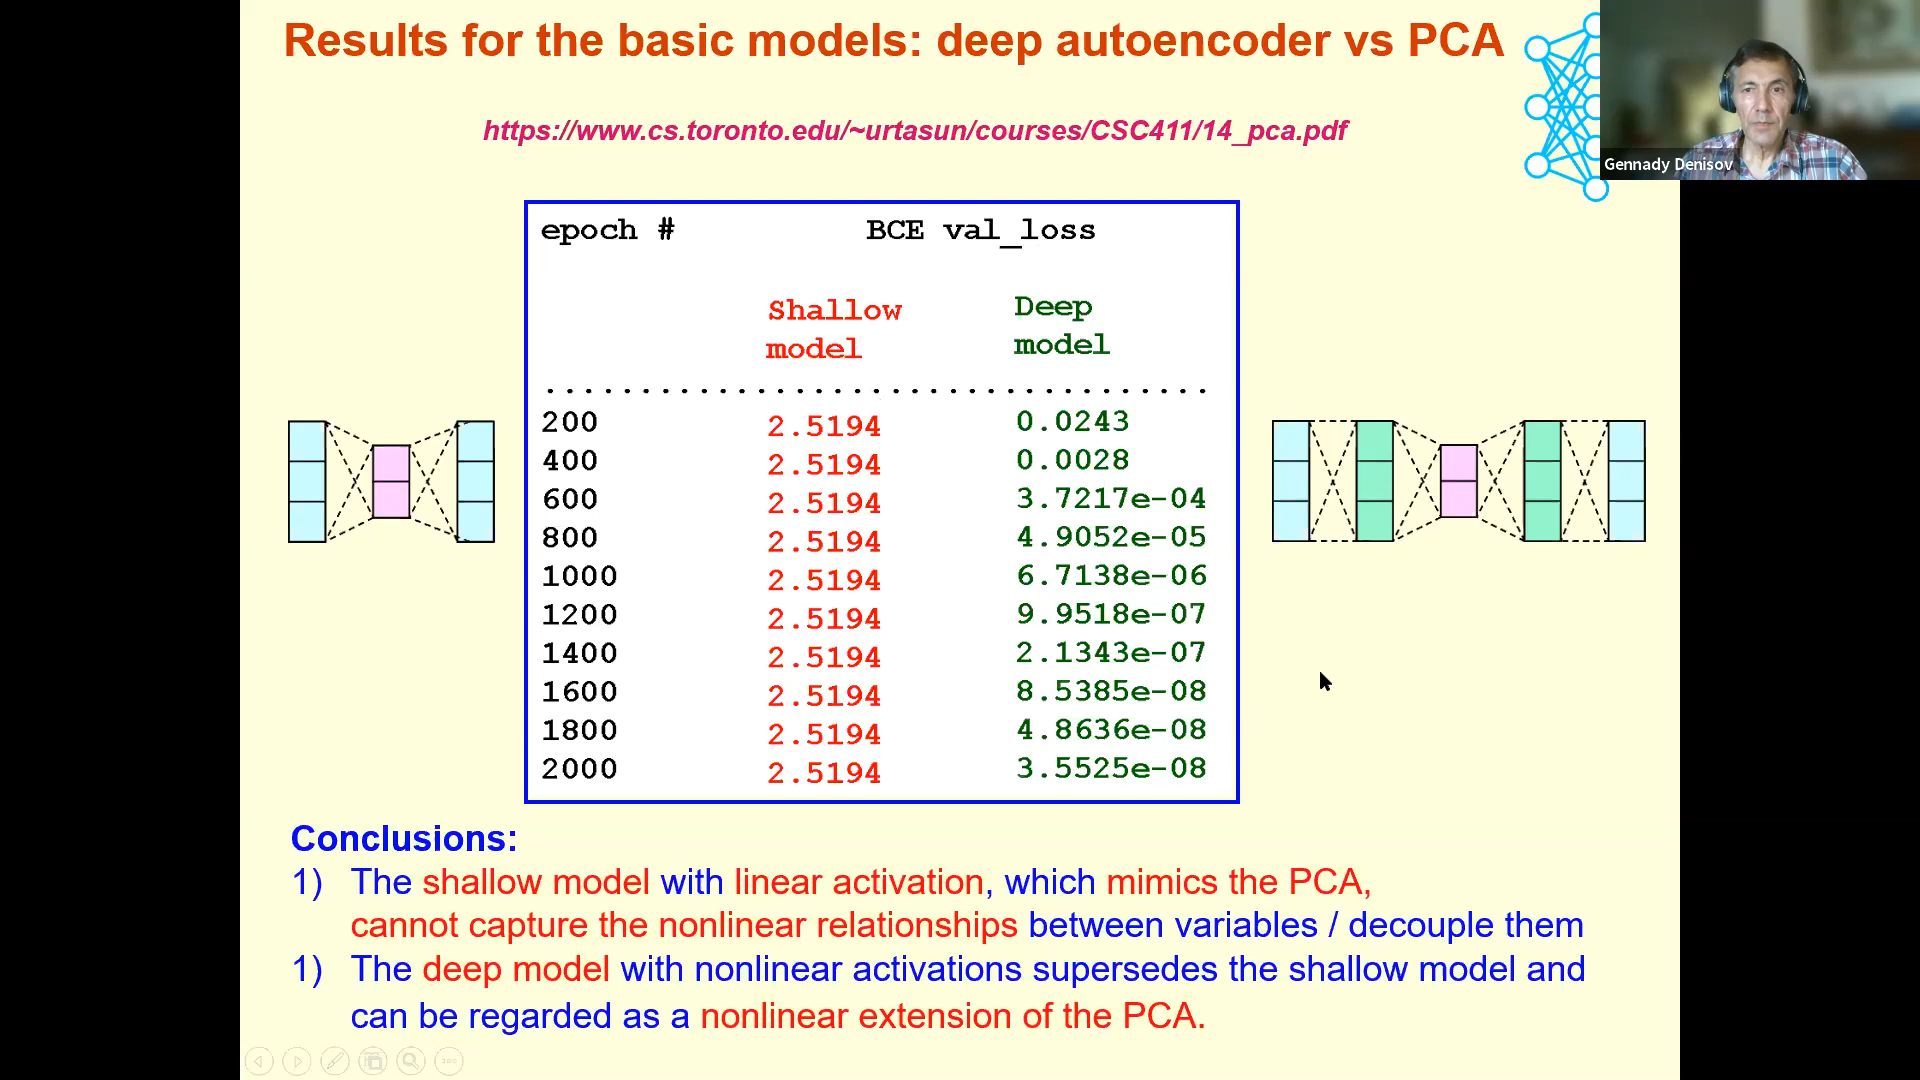 Results for the basic models: deep autoencoder vs PCA
https://www.cs.toronto.edu/~urtasun/courses/CSC411/14_pca.pdf
Gennady Denisov
epoch # BCE val_loss
Shallow model Deep model
200 2.5194 0.0243
400 2.5194 0.0028
600 2.5194 3.7217e-04
800 2.5194 4.9052e-05
1000 2.5194 6.7138e-06
1200 2.5194 9.9518e-07
1400 2.5194 2.1343e-07
1600 2.5194 8.5385e-08
1800 2.5194 4.8636e-08
2000 2.5194 3.5525e-08
Conclusions:
1) The shallow model with linear activation, which mimics the PCA,
cannot capture the nonlinear relationships between variables / decouple them
1) The deep model with nonlinear activations supersedes the shallow model and
can be regarded as a nonlinear extension of the PCA.